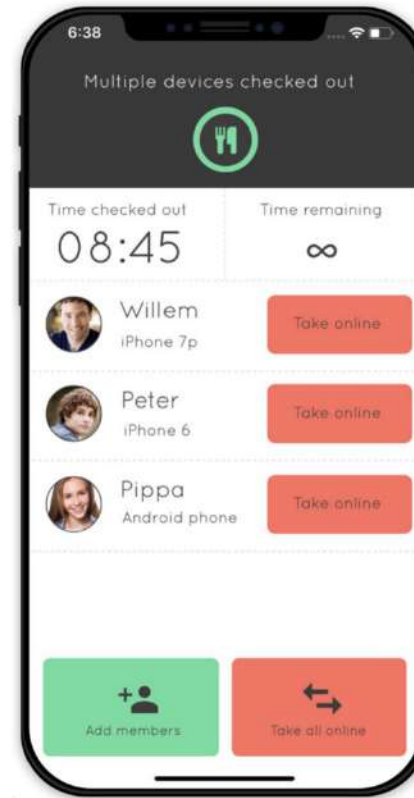 6:38
Multiple devices checked out
Time checked out
Time remaining
08:45
∞
Willem
iPhone 7p
Take online
Peter
iPhone 6
Take online
Pippa
Android phone
Take online
Add members
Take all online